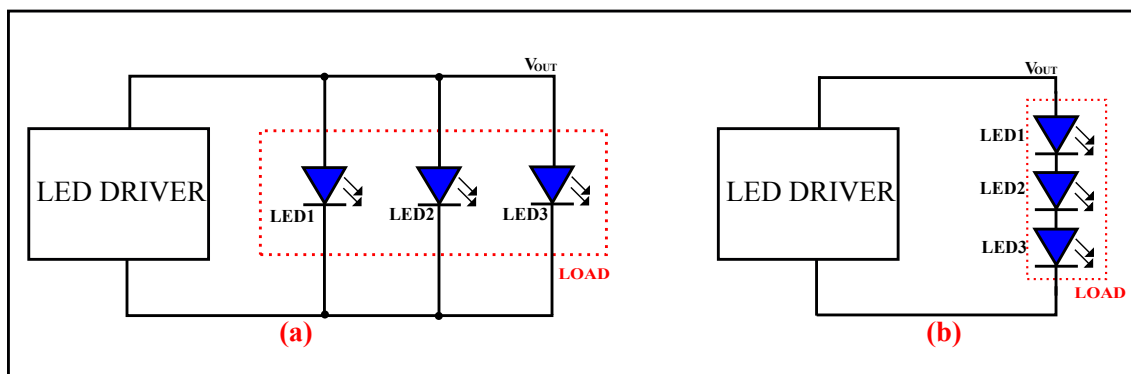 VOUT
LED DRIVER
LED1
LED2
LED3
LOAD
(a)
VOUT
LED DRIVER
LED1
LED2
LED3
LOAD
(b)